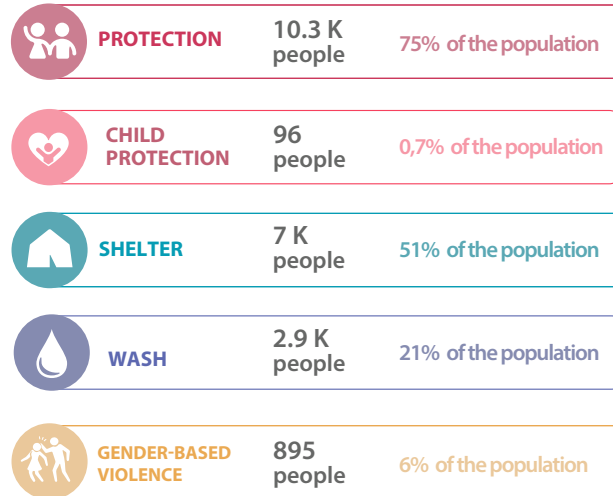 PROTECTION
10.3 K
people
75% of the population
CHILD
PROTECTION
96
people
0,7% of the population
SHELTER
7 K
people
51% of the population
WASH
2.9 K
people
21% of the population
GENDER-BASED
VIOLENCE
895
people
6% of the population